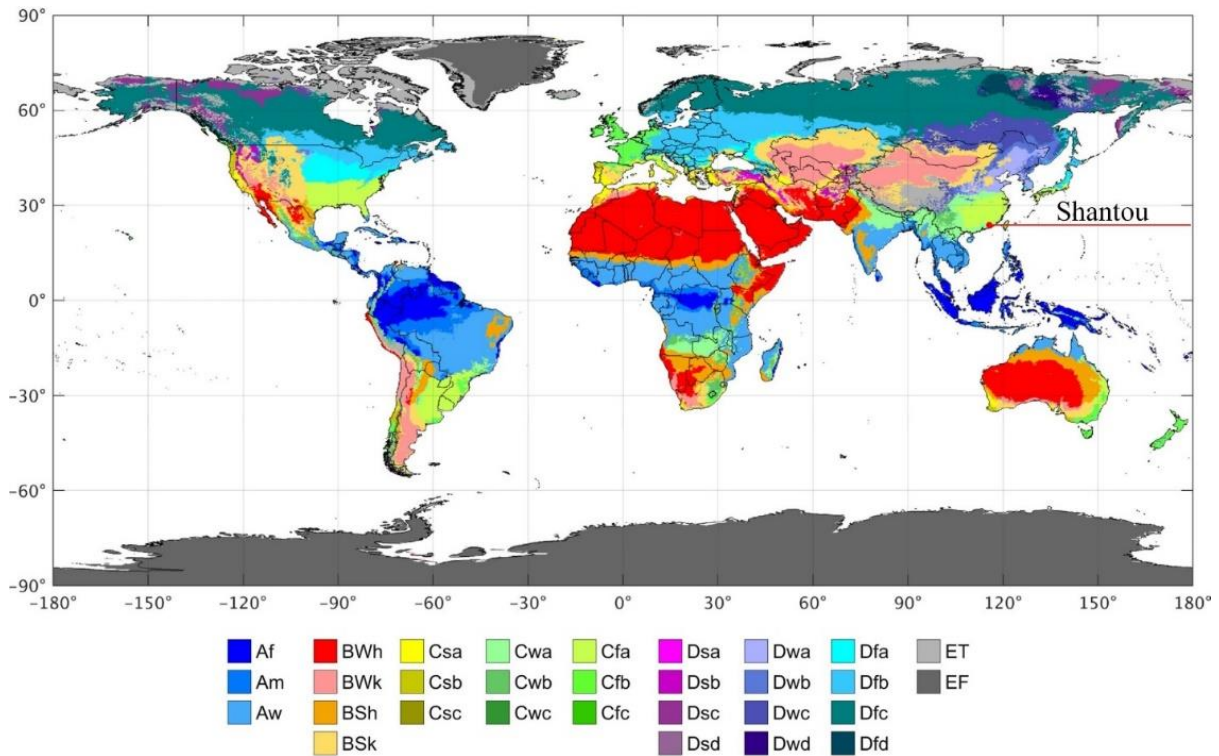 90°
60°
30°
Shantou
0°
−30°
−60°
−90°
−180° −150° −120° −90° −60° −30° 0° 30° 60° 90° 120° 150° 180°
Af BWh Csa Cwa Cfa Dsa Dwa Dfa ET
Am BWk Csb Cwb Cfb Dsb Dwb Dfb EF
Aw BSh Csc Cwc Cfc Dsc Dwc Dfc
BSk Dsd Dwd Dfd